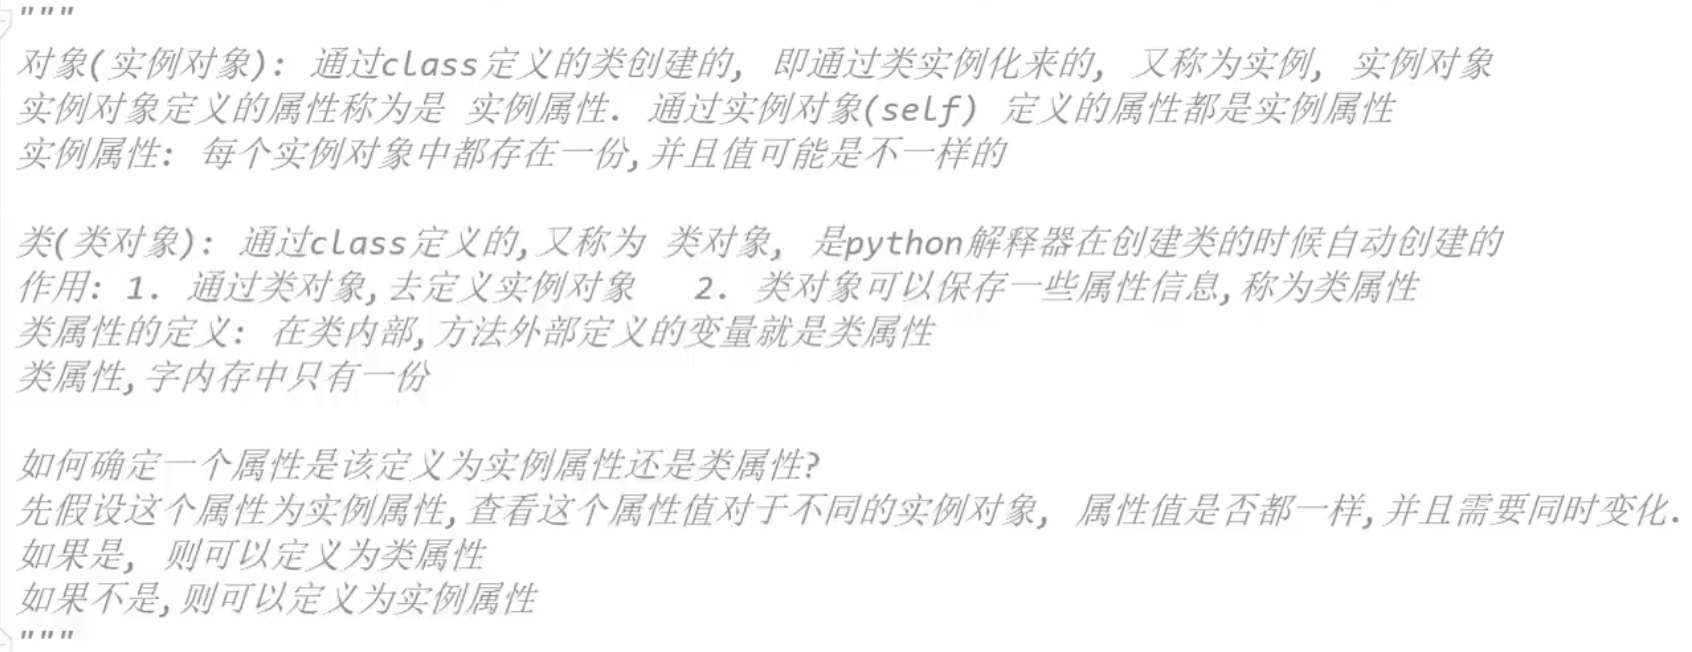 """
对象(实例对象): 通过class定义的类创建的, 即通过类实例化来的, 又称为实例, 实例对象
实例对象定义的属性称为是 实例属性. 通过实例对象(self) 定义的属性都是实例属性
实例属性: 每个实例对象中都存在一份,并且值可能是不一样的
类(类对象): 通过class定义的,又称为 类对象, 是python解释器在创建类的时候自动创建的
作用: 1. 通过类对象,去定义实例对象   2. 类对象可以保存一些属性信息,称为类属性
类属性的定义: 在类内部,方法外部定义的变量就是类属性
类属性,字内存中只有一份
如何确定一个属性是该定义为实例属性还是类属性?
先假设这个属性为实例属性,查看这个属性值对于不同的实例对象, 属性值是否都一样,并且需要同时变化.
如果是, 则可以定义为类属性
如果不是,则可以定义为实例属性
"""